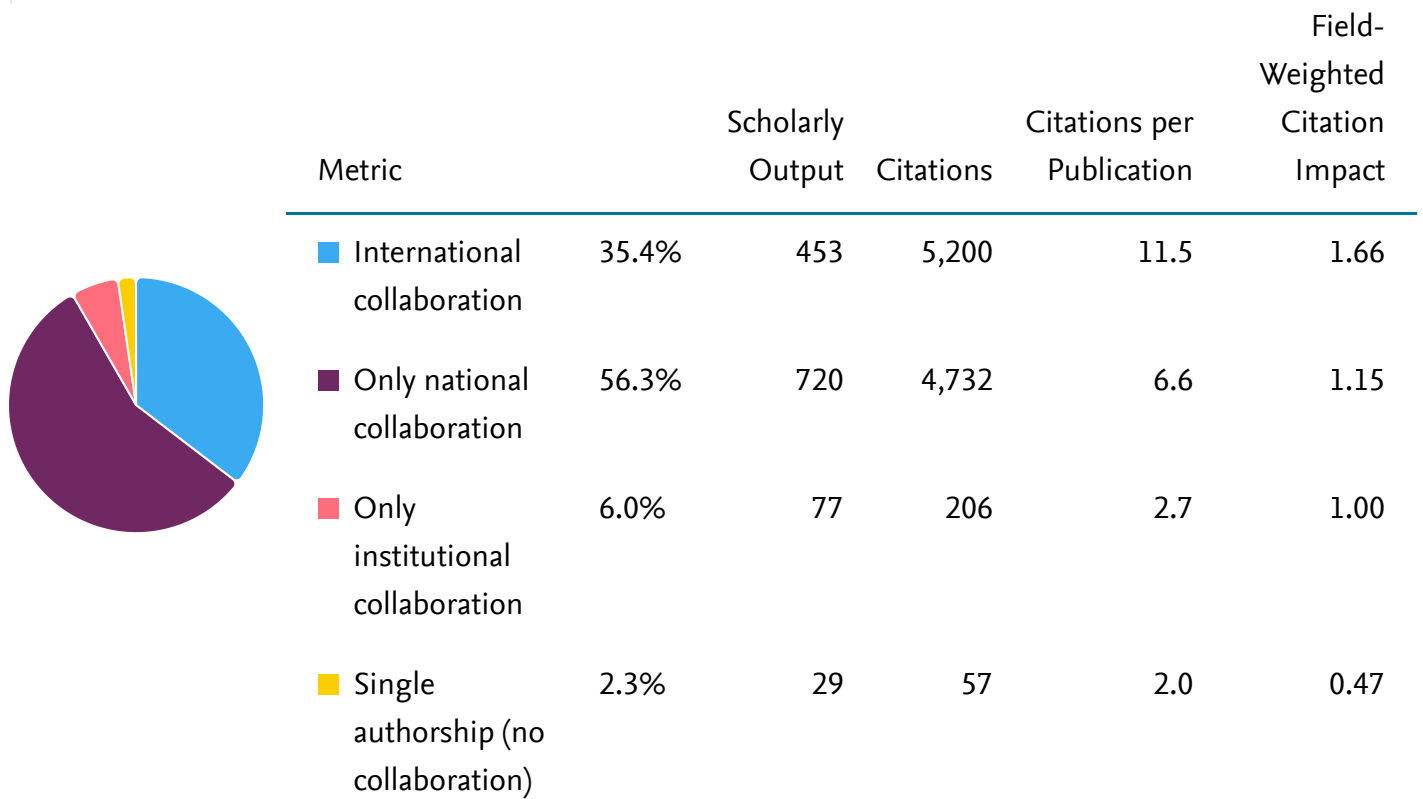 Field-
Weighted
Scholarly Citations per Citation
Metric Output Citations Publication Impact
International 35.4% 453 5,200 11.5 1.66
collaboration
Only national 56.3% 720 4,732 6.6 1.15
collaboration
Only 6.0% 77 206 2.7 1.00
institutional
collaboration
Single 2.3% 29 57 2.0 0.47
authorship (no
collaboration)